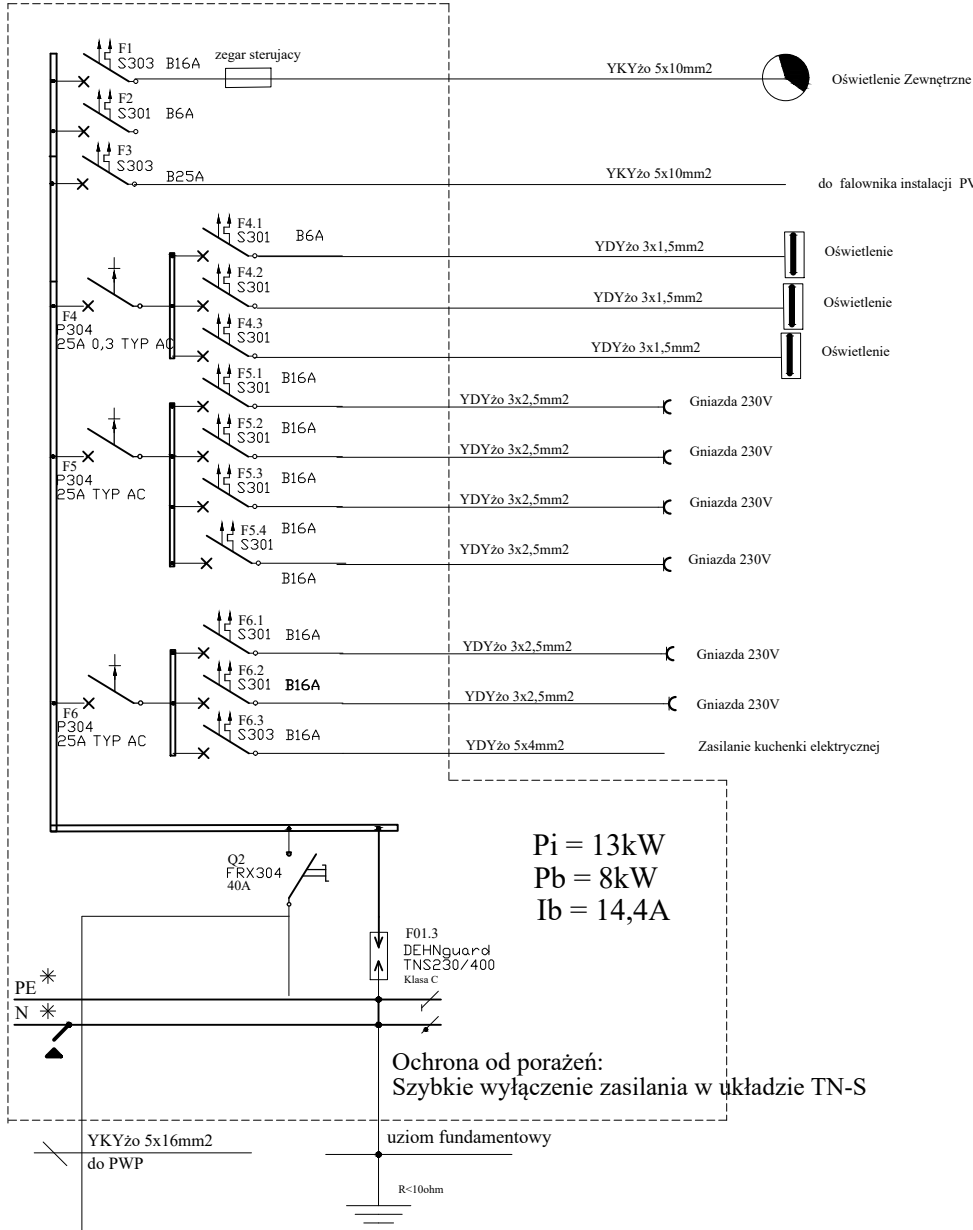 F1
S303 B16A
zegar sterujacy
YKYżo 5x10mm2
Oświetlenie Zewnętrzne
F2
S301 B6A
F3
S303
B25A
YKYżo 5x10mm2
do falownika instalacji PV
F4.1
S301
B6A
YDYżo 3x1,5mm2
Oświetlenie
F4.2
S301
YDYżo 3x1,5mm2
Oświetlenie
F4
P304
25A 0,3 TYP AC
F4.3
S301
YDYżo 3x1,5mm2
Oświetlenie
F5.1
S301
B16A
YDYżo 3x2,5mm2
Gniazda 230V
F5.2
S301
B16A
YDYżo 3x2,5mm2
Gniazda 230V
F5
P304
25A TYP AC
F5.3
S301
B16A
YDYżo 3x2,5mm2
Gniazda 230V
F5.4
S301
B16A
B16A
YDYżo 3x2,5mm2
Gniazda 230V
F6.1
S301 B16A
YDYżo 3x2,5mm2
Gniazda 230V
F6.2
S301 B16A
YDYżo 3x2,5mm2
Gniazda 230V
F6
P304
25A TYP AC
F6.3
S303 B16A
YDYżo 5x4mm2
Zasilanie kuchenki elektrycznej
Pi = 13kW
Pb = 8kW
Ib = 14,4A
Q2
FRX304
40A
F01.3
DEHNguard
TNS230/400
Klasa C
PE
N
Ochrona od porażeń:
Szybkie wyłączenie zasilania w układzie TN-S
YKYżo 5x16mm2
do PWP
uziom fundamentowy
R<10ohm